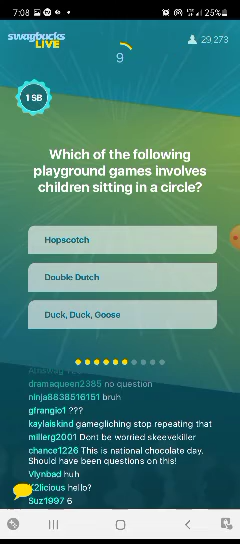 7:08
25%
swagbucks
LIVE
29,273
9
1 SB
Which of the following
playground games involves
children sitting in a circle?
Hopscotch
Double Dutch
Duck, Duck, Goose
dramaqueen2385 no question
ninja8838516151 bruh
gfrangio1 ???
kaylaiskind gamegliching stop repeating that
millerg2001 Dont be worried skeevekiller
chance1226 This is national chocolate day.
Should have been questions on this!
Vlynbad huh
K2licious hello?
Suz1997 6